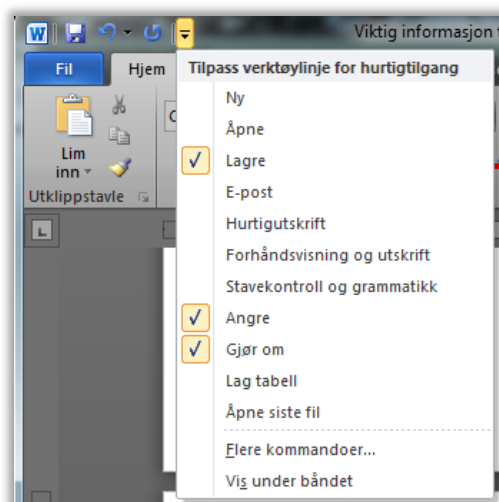 W
Viktig informasjon
Fil
Hjem
Tilpass verktøylinje for hurtigtilgang
Ny
Åpne
Lagre
E-post
Hurtigutskrift
Forhåndsvisning og utskrift
Stavekontroll og grammatikk
Angre
Gjør om
Lag tabell
Åpne siste fil
Flere kommandoer...
Vis under båndet
Lim
inn
Utklippstavle
L